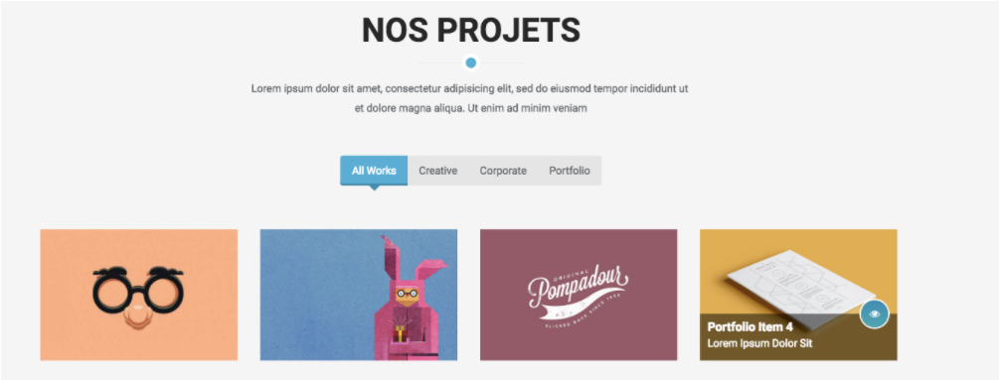 NOS PROJETS
Lorem ipsum dolor sit amet, consectetur adipisicing elit, sed do eiusmod tempor incididunt ut
et dolore magna aliqua. Ut enim ad minim veniam
All Works
Creative
Corporate
Portfolio
ORIGINAL
Pompadour
SLICKED BACK SINCE 1956
Portfolio Item 4
Lorem Ipsum Dolor Sit